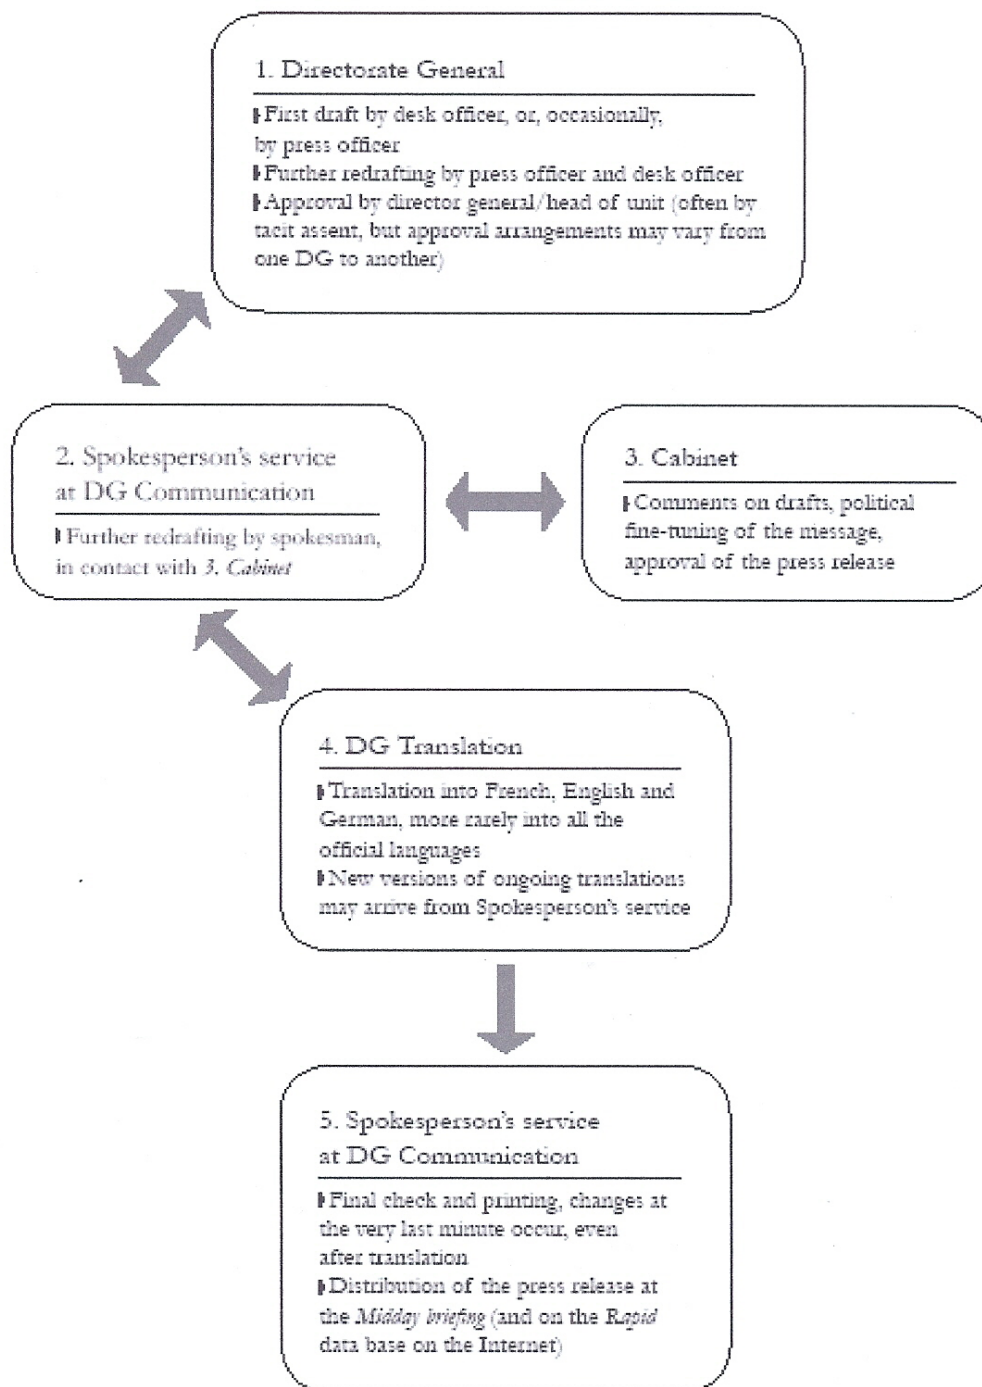 1. Directorate General
First draft by desk officer, or, occasionally,
by press officer
Further redrafting by press officer and desk officer
Approval by director general/head of unit (often by
tacit assent, but approval arrangements may vary from
one DG to another)
2. Spokesperson's service
at DG Communication
Further redrafting by spokesman,
in contact with 3. Cabinet
3. Cabinet
Comments on drafts, political
fine-tuning of the message,
approval of the press release
4. DG Translation
Translation into French, English and
German, more rarely into all the
official languages
New versions of ongoing translations
may arrive from Spokesperson's service
5. Spokesperson's service
at DG Communication
Final check and printing, changes at
the very last minute occur, even
after translation
Distribution of the press release at
the Midday briefing (and on the Rapid
data base on the Internet)